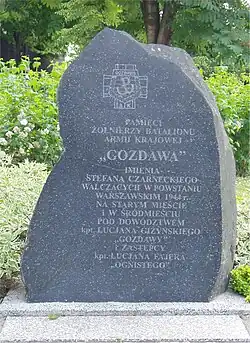 PAMIĘCI
ŻOŁNIERZY BATALIONU
ARMII KRAJOWEJ
„GOZDAWA"
IMIENIA
STEFANA CZARNECKIEGO
WALCZĄCYCH W POWSTANIU
WARSZAWSKIM 1944 r.
NA STARYM MIEŚCIE
I W ŚRÓDMIEŚCIU
POD DOWÓDZTWEM
kpt. LUCJANA GIŻYŃSKIEGO
"GOZDAWY"
I ZASTĘPCY
kpt. LUCJANA FAJERA
"OGNISTEGO"